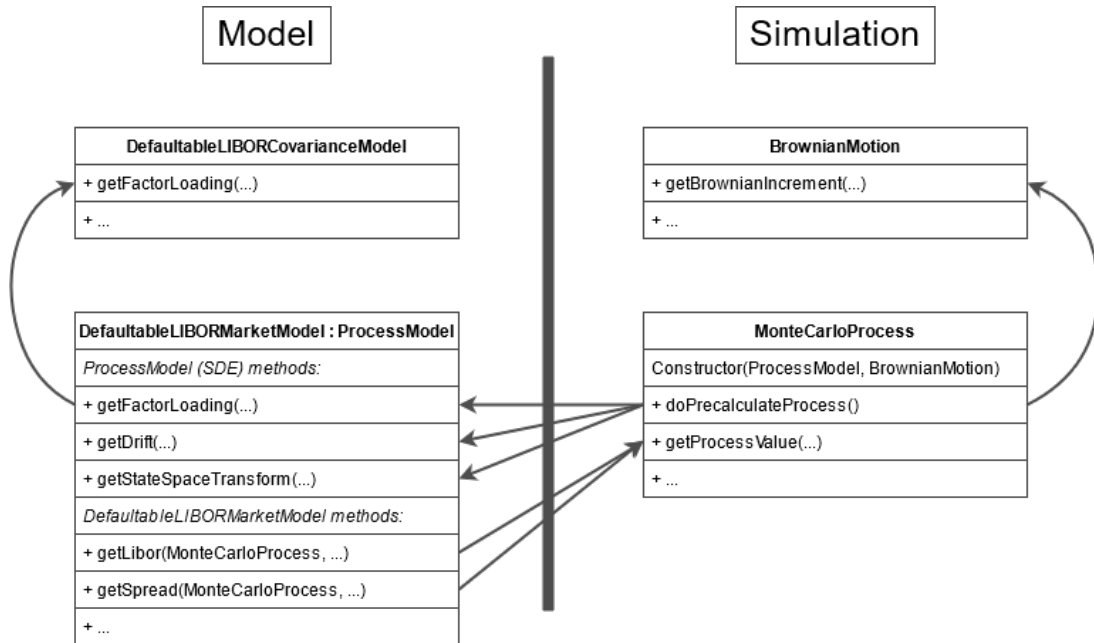 Model
Simulation
DefaultableLIBORCovarianceModel
+ getFactorLoading(...)
+ ...
BrownianMotion
+ getBrownianIncrement(...)
+ ...
DefaultableLIBORMarketModel : ProcessModel
ProcessModel (SDE) methods:
+ getFactorLoading(...)
+ getDrift(...)
+ getStateSpaceTransform(...)
DefaultableLIBORMarketModel methods:
+ getLibor(MonteCarloProcess, ...)
+ getSpread(MonteCarloProcess, ...)
+ ...
MonteCarloProcess
Constructor(ProcessModel, BrownianMotion)
+ doPrecalculateProcess()
+ getProcessValue(...)
+ ...